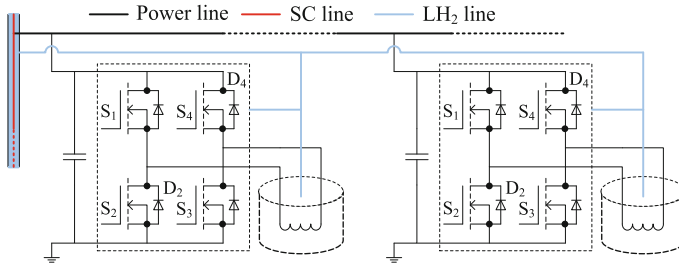 Power line SC line LH₂ line
D₄ D₄
S₁ S₄ S₁ S₄
D₂ D₂
S₂ S₃ S₂ S₃